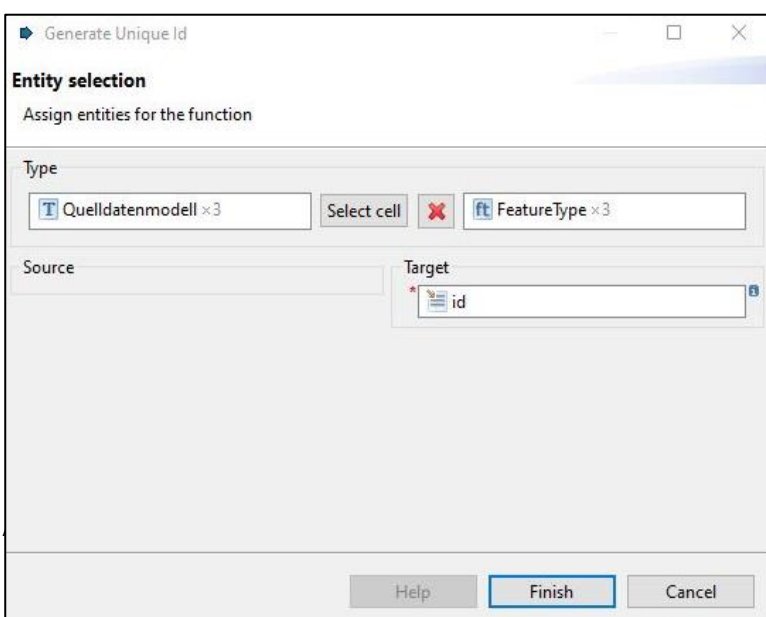 Generate Unique Id
Entity selection
Assign entities for the function
Type
T Quelldatenmodell ×3 Select cell ft FeatureType ×3
Source Target
* id
Help Finish Cancel